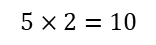 5 × 2 = 10